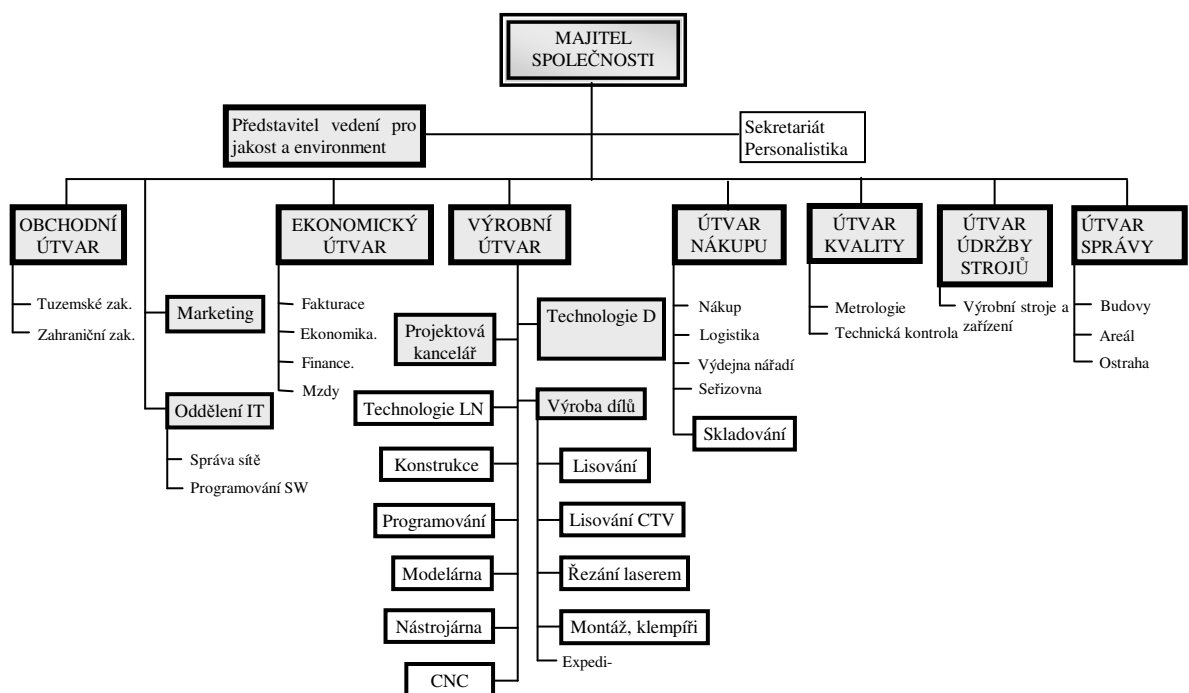 MAJITEL
SPOLEČNOSTI
Představitel vedení pro
jakost a environment
Sekretariát
Personalistika
OBCHODNÍ
ÚTVAR
EKONOMICKÝ
ÚTVAR
VÝROBNÍ
ÚTVAR
ÚTVAR
NÁKUPU
ÚTVAR
KVALITY
ÚTVAR
ÚDRŽBY
STROJŮ
ÚTVAR
SPRÁVY
Tuzemské zak.
Zahraniční zak.
Marketing
Oddělení IT
Správa sítě
Programování SW
Fakturace
Ekonomika.
Finance.
Mzdy
Projektová
kancelář
Technologie LN
Konstrukce
Programování
Modelárna
Nástrojárna
CNC
Technologie D
Výroba dílů
Lisování
Lisování CTV
Řezání laserem
Montáž, klempíři
Expedi-
Nákup
Logistika
Výdejna nářadí
Seřizovna
Skladování
Metrologie
Technická kontrola
Výrobní stroje a
zařízení
Budovy
Areál
Ostraha